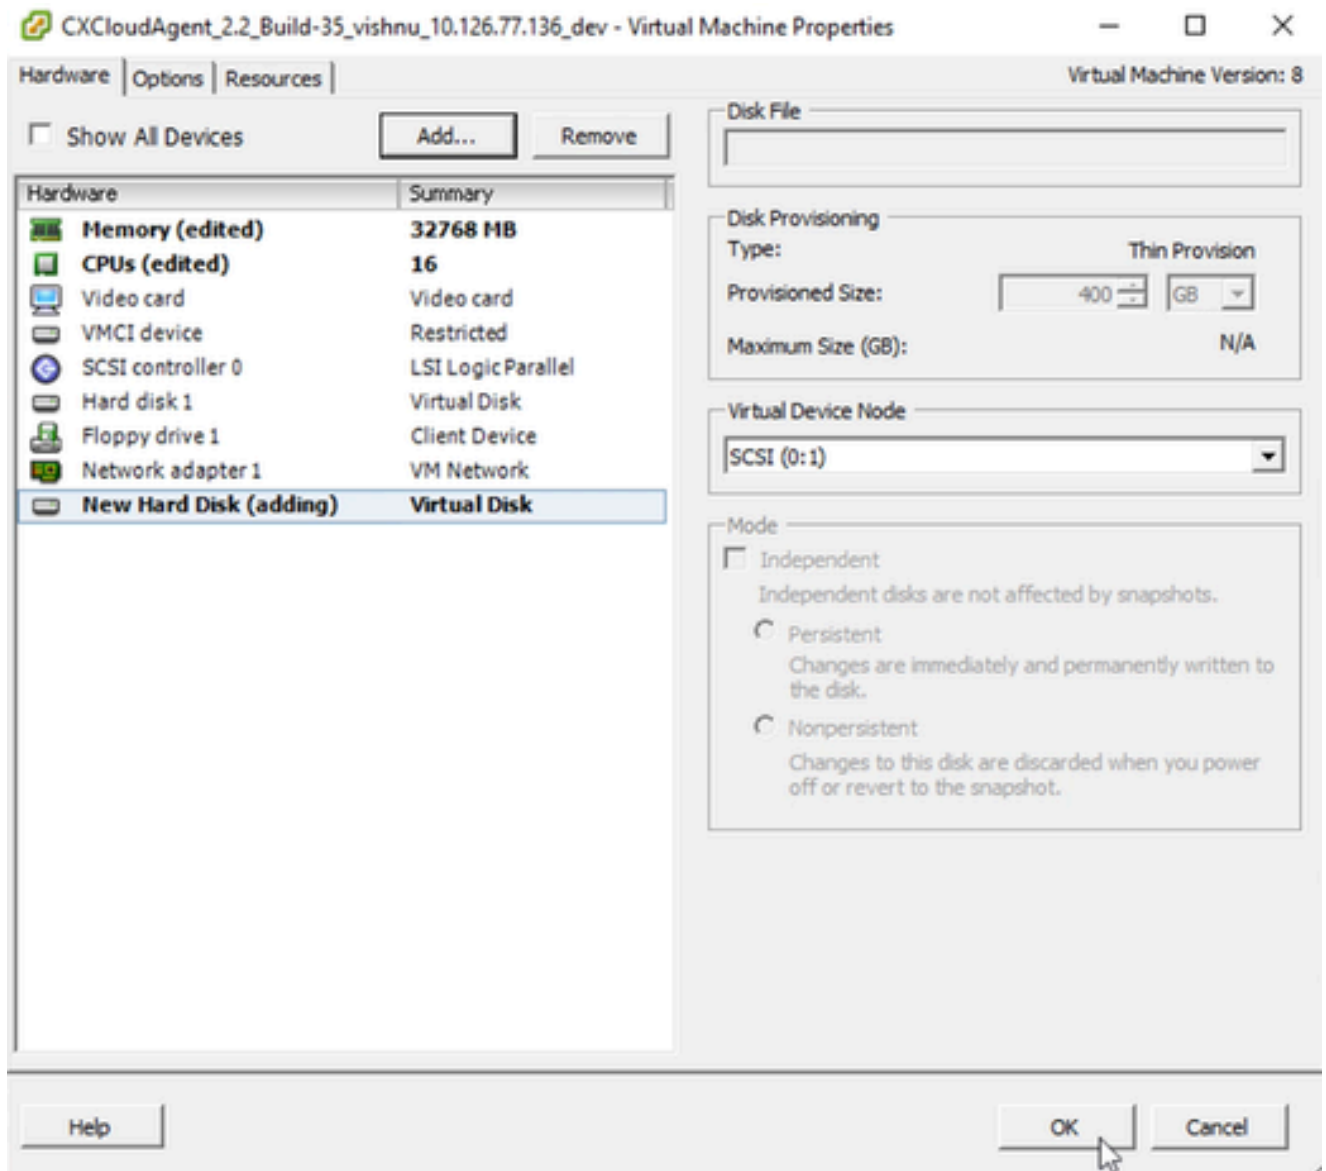 CXCloudAgent_2.2_Build-35_vishnu_10.126.77.136_dev - Virtual Machine Properties
Hardware Options Resources Virtual Machine Version: 8
Show All Devices Add... Remove
Hardware Summary
Memory (edited) 32768 MB
CPUs (edited) 16
Video card Video card
VMCI device Restricted
SCSI controller 0 LSI Logic Parallel
Hard disk 1 Virtual Disk
Floppy drive 1 Client Device
Network adapter 1 VM Network
New Hard Disk (adding) Virtual Disk
Disk File
Disk Provisioning
Type: Thin Provision
Provisioned Size: 400 GB
Maximum Size (GB): N/A
Virtual Device Node
SCSI (0:1)
Mode
Independent
Independent disks are not affected by snapshots.
Persistent
Changes are immediately and permanently written to
the disk.
Nonpersistent
Changes to this disk are discarded when you power
off or revert to the snapshot.
Help OK Cancel